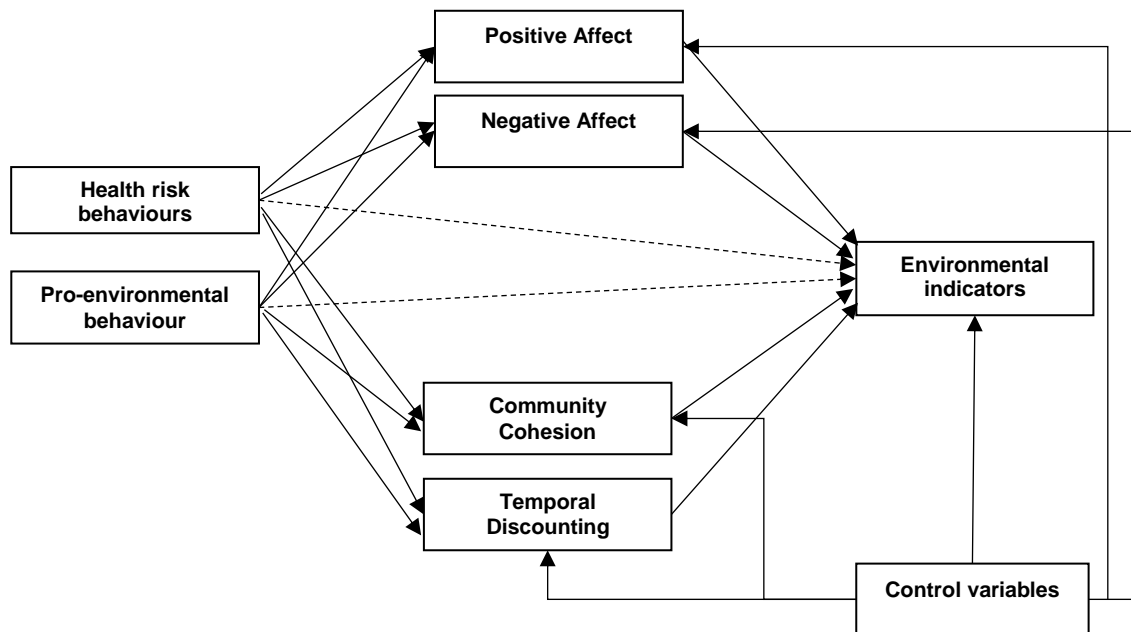 Positive Affect
Negative Affect
Health risk
behaviours
Pro-environmental
behaviour
Environmental
indicators
Community
Cohesion
Temporal
Discounting
Control variables